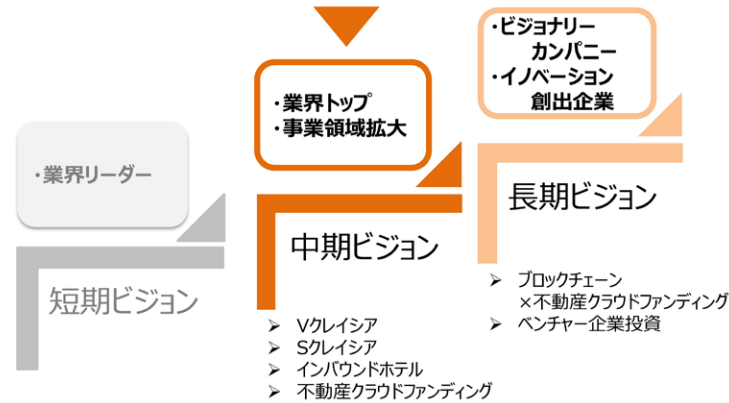 ・業界リーダー
短期ビジョン
・業界トップ
・事業領域拡大
中期ビジョン
➢ Vクレイシア
➢ Sクレイシア
➢ インバウンドホテル
➢ 不動産クラウドファンディング
・ビジョナリー
カンパニー
・イノベーション
創出企業
長期ビジョン
➢ ブロックチェーン
×不動産クラウドファンディング
➢ ベンチャー企業投資